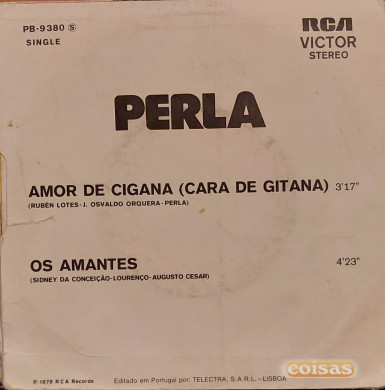 PB-9380 Ⓢ
SINGLE
RCA
VICTOR
STEREO
PERLA
AMOR DE CIGANA (CARA DE GITANA) 3'17"
(RUBÉN LOTES-J. OSVALDO ORQUERA-PERLA)
OS AMANTES 4'23"
(SIDNEY DA CONCEIÇÃO-LOURENÇO-AUGUSTO CESAR)
P. 1978 RCA Records
Editado em Portugal por: TELECTRA, S.A.R.L.-LISBOA
coisas